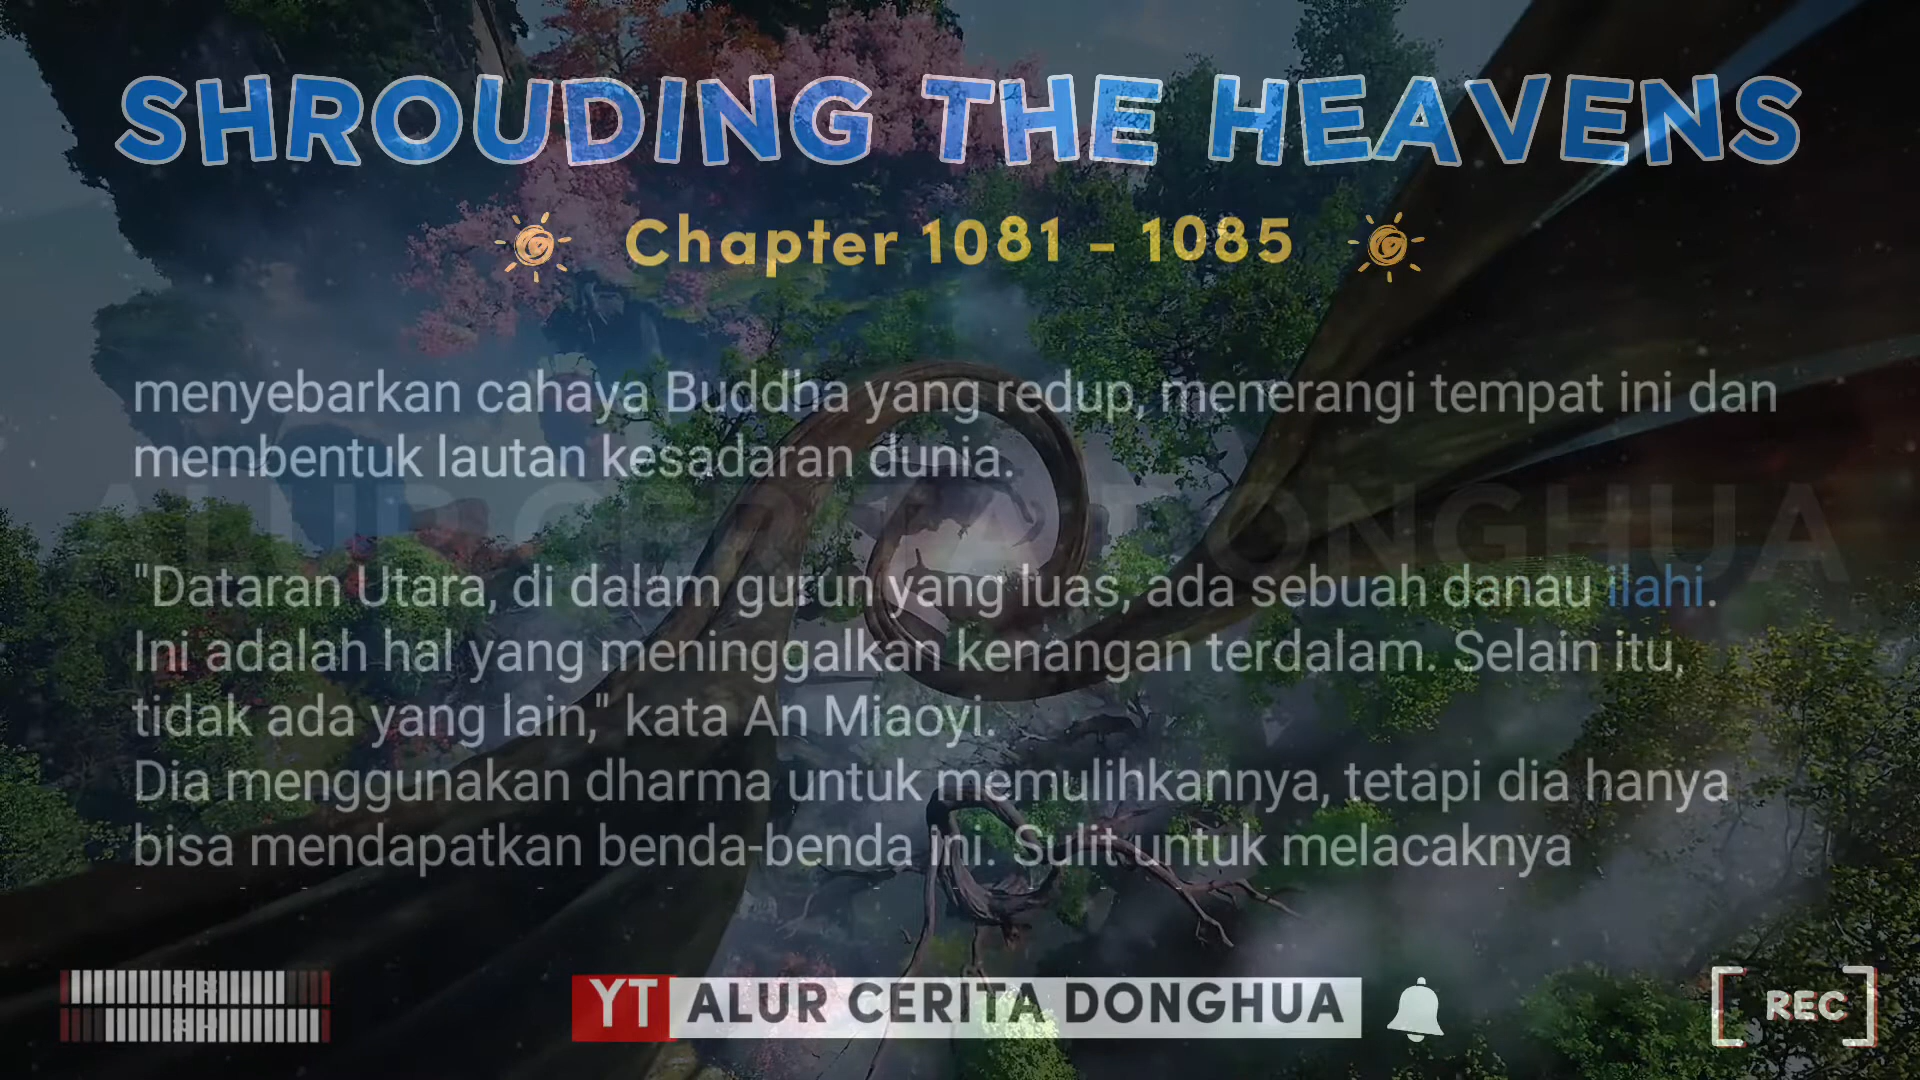 SHROUDING THE HEAVENS
Chapter 1081 - 1085
menyebarkan cahaya Buddha yang redup, menerangi tempat ini dan
membentuk lautan kesadaran dunia.
ALUR CERITA DONGHUA
"Dataran Utara, di dalam gurun yang luas, ada sebuah danau ilahi.
Ini adalah hal yang meninggalkan kenangan terdalam. Selain itu,
tidak ada yang lain," kata An Miaoyi.
Dia menggunakan dharma untuk memulihkannya, tetapi dia hanya
bisa mendapatkan benda-benda ini. Sulit untuk melacaknya
YT ALUR CERITA DONGHUA
REC